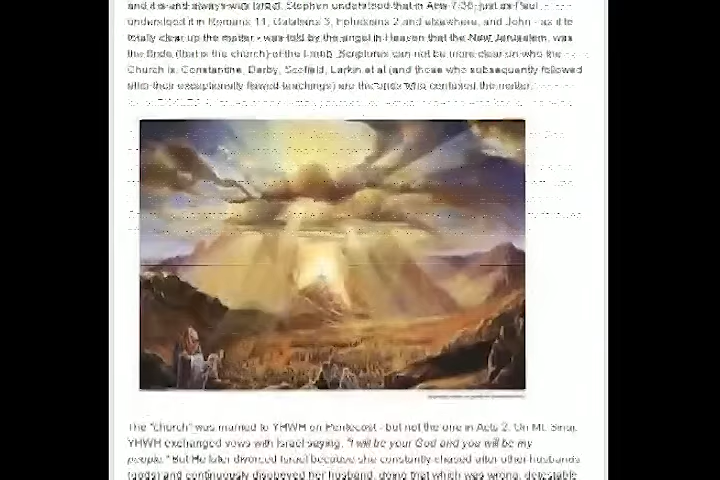 and it is and always was Israel. Stephen understood that in Acts 7:38; just as Paul
understood it in Romans 11, Galatians 3, Ephesians 2 and elsewhere, and John - as if to
totally clear up the matter - was told by the angel in Heaven that the New Jerusalem, was
the Bride (that is the church) of the Lamb. Scriptures can not be more clear on who the
Church is. Constantine, Darby, Scofield, Larkin et al (and those who subsequently followed
after their exceptionally flawed teachings) are the ones who confused the matter.
The "church" was married to YHWH on Pentecost - but not the one in Acts 2. On Mt. Sinai,
YHWH exchanged vows with Israel saying, "I will be your God and you will be my
people." But He later divorced Israel because she constantly chased after other husbands
(gods) and continuously disobeyed her husband, doing that which was wrong, detestable